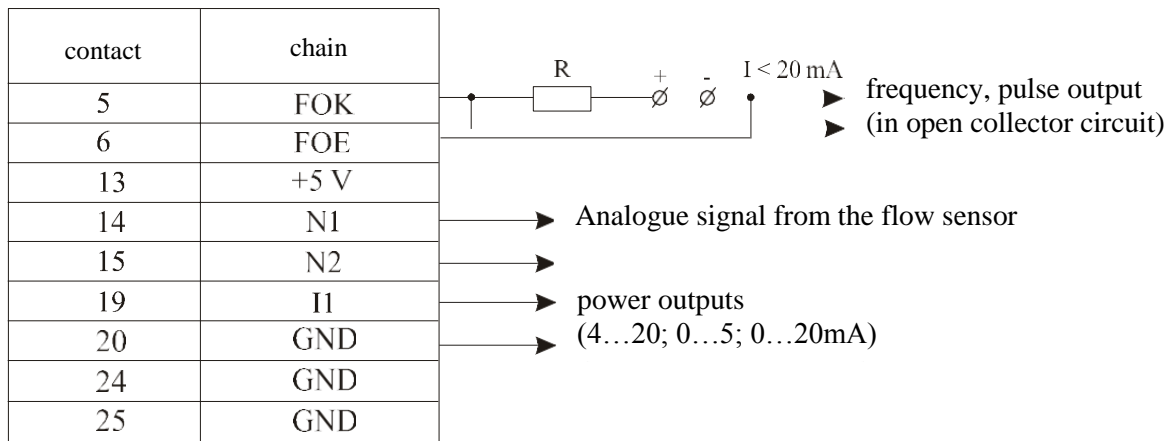 contact chain
R + - I < 20 mA
5 FOK frequency, pulse output
6 FOE (in open collector circuit)
13 +5 V
14 N1 Analogue signal from the flow sensor
15 N2
19 I1 power outputs
20 GND (4…20; 0…5; 0…20mA)
24 GND
25 GND